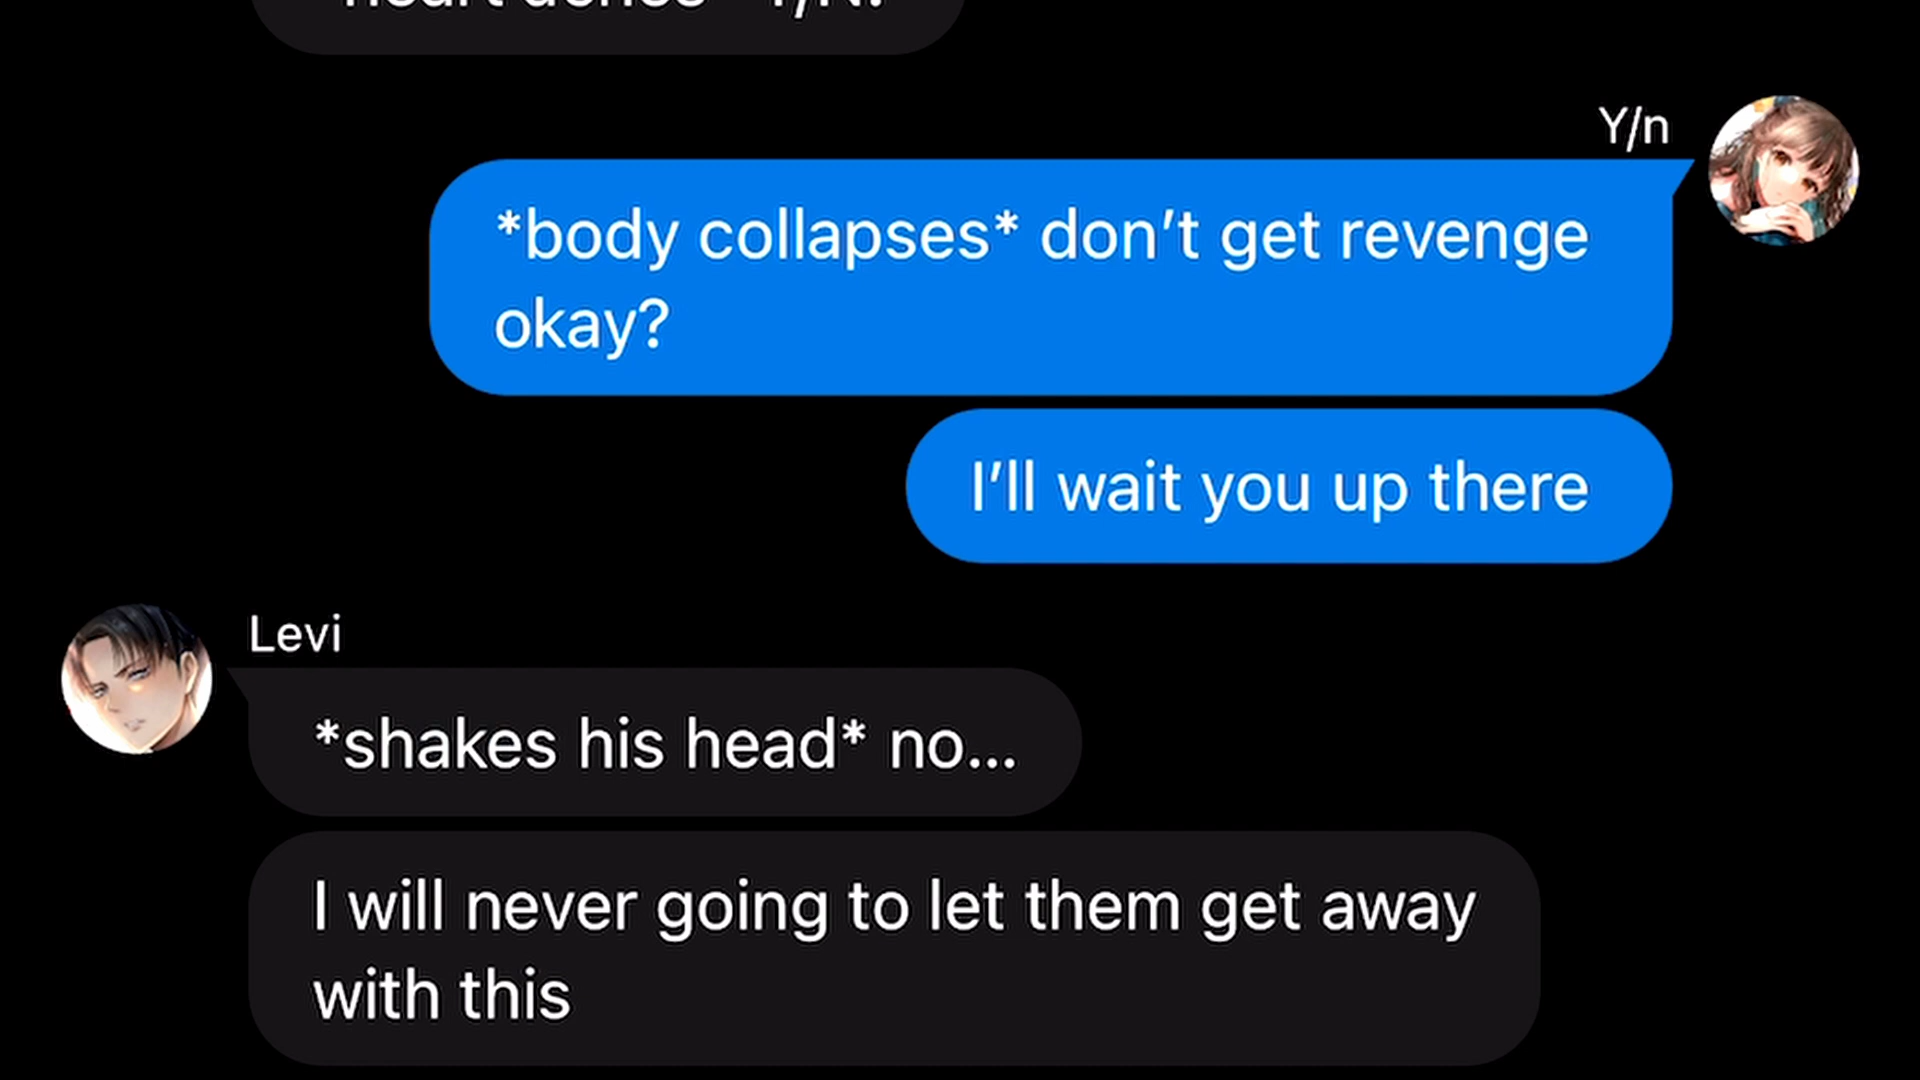 Y/N!
Y/n
*body collapses* don't get revenge
okay?
I'll wait you up there
Levi
*shakes his head* no...
I will never going to let them get away
with this